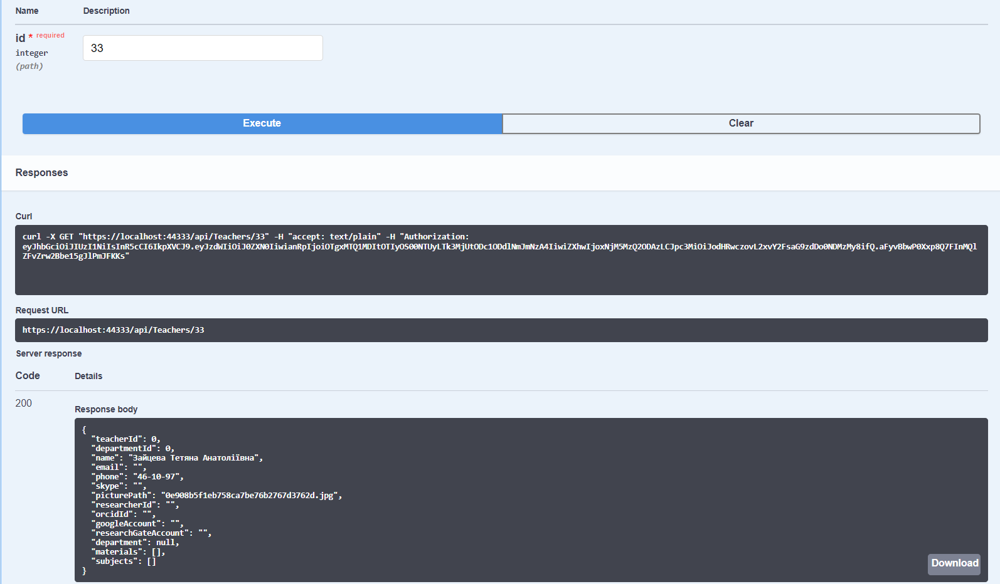 Name Description
id * required
integer
(path)
33
Execute Clear
Responses
Curl
curl -X GET "https://localhost:44333/api/Teachers/33" -H "accept: text/plain" -H "Authorization:
eyJhbGciOiJIUzI1NiIsInR5cCI6IkpXVCJ9.eyJzdWIiOiJ0ZXN0IiwianRpIjoiOTgxMTQ1MDItOTIyOS00NTUyLTk3MjUtODc1ODdlNmJmNzA4IiwiZXhwIjoxNjM5MzQ2ODAzLCJpc3MiOiJodHRwczovL2xvY2FsaG9zdDo0NDMzMy8ifQ.aFyvBbwP0Xxp8Q7FInMQl
ZFvZrw2Bbe15gJlPmJFKKs"
Request URL
https://localhost:44333/api/Teachers/33
Server response
Code Details
200
Response body
{
"teacherId": 0,
"departmentId": 0,
"name": "Зайцева Тетяна Анатоліївна",
"email": "",
"phone": "46-10-97",
"skype": "",
"picturePath": "0e908b5f1eb758ca7be76b2767d3762d.jpg",
"researcherId": "",
"orcidId": "",
"googleAccount": "",
"researchGateAccount": "",
"department": null,
"materials": [],
"subjects": []
}
Download